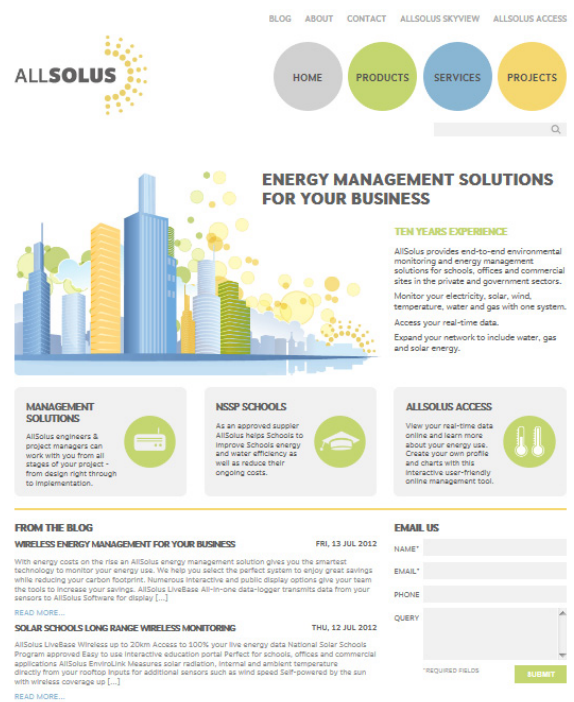 BLOG ABOUT CONTACT ALLSOLUS SKYVIEW ALLSOLUS ACCESS
ALLSOLUS
HOME PRODUCTS SERVICES PROJECTS
ENERGY MANAGEMENT SOLUTIONS
FOR YOUR BUSINESS
TEN YEARS EXPERIENCE
AllSolus provides end-to-end environmental
monitoring and energy management
solutions for schools, offices and commercial
sites in the private and government sectors.
Monitor your electricity, solar, wind,
temperature, water and gas with one system.
Access your real-time data.
Expand your network to include water, gas
and solar energy.
MANAGEMENT
SOLUTIONS
AllSolus engineers &
project managers can
work with you from all
stages of your project -
from design right through
to implementation.
NSSP SCHOOLS
As an approved supplier
AllSolus helps Schools to
improve Schools energy
and water efficiency as
well as reduce their
ongoing costs.
ALLSOLUS ACCESS
View your real-time data
online and learn more
about your energy use.
Create your own profile
and charts with this
interactive user-friendly
online management tool.
FROM THE BLOG
WIRELESS ENERGY MANAGEMENT FOR YOUR BUSINESS FRI, 13 JUL 2012
With energy costs on the rise an AllSolus energy management solution gives you the smartest
technology to monitor your energy use. We help you select the perfect system to enjoy great savings
while reducing your carbon footprint. Numerous interactive and public display options give your team
the tools to increase your savings. AllSolus LiveBase All-in-one data-logger transmits data from your
sensors to AllSolus Software for display [...]
READ MORE...
SOLAR SCHOOLS LONG RANGE WIRELESS MONITORING THU, 12 JUL 2012
AllSolus LiveBase Wireless up to 20km Access to 100% your live energy data National Solar Schools
Program approved Easy to use interactive education portal Perfect for schools, offices and commercial
applications AllSolus EnviroLink Measures solar radiation, internal and ambient temperature
directly from your rooftop Inputs for additional sensors such as wind speed Self-powered by the sun
with wireless coverage up [...]
READ MORE...
EMAIL US
NAME*
EMAIL*
PHONE
QUERY
*REQUIRED FIELDS
SUBMIT